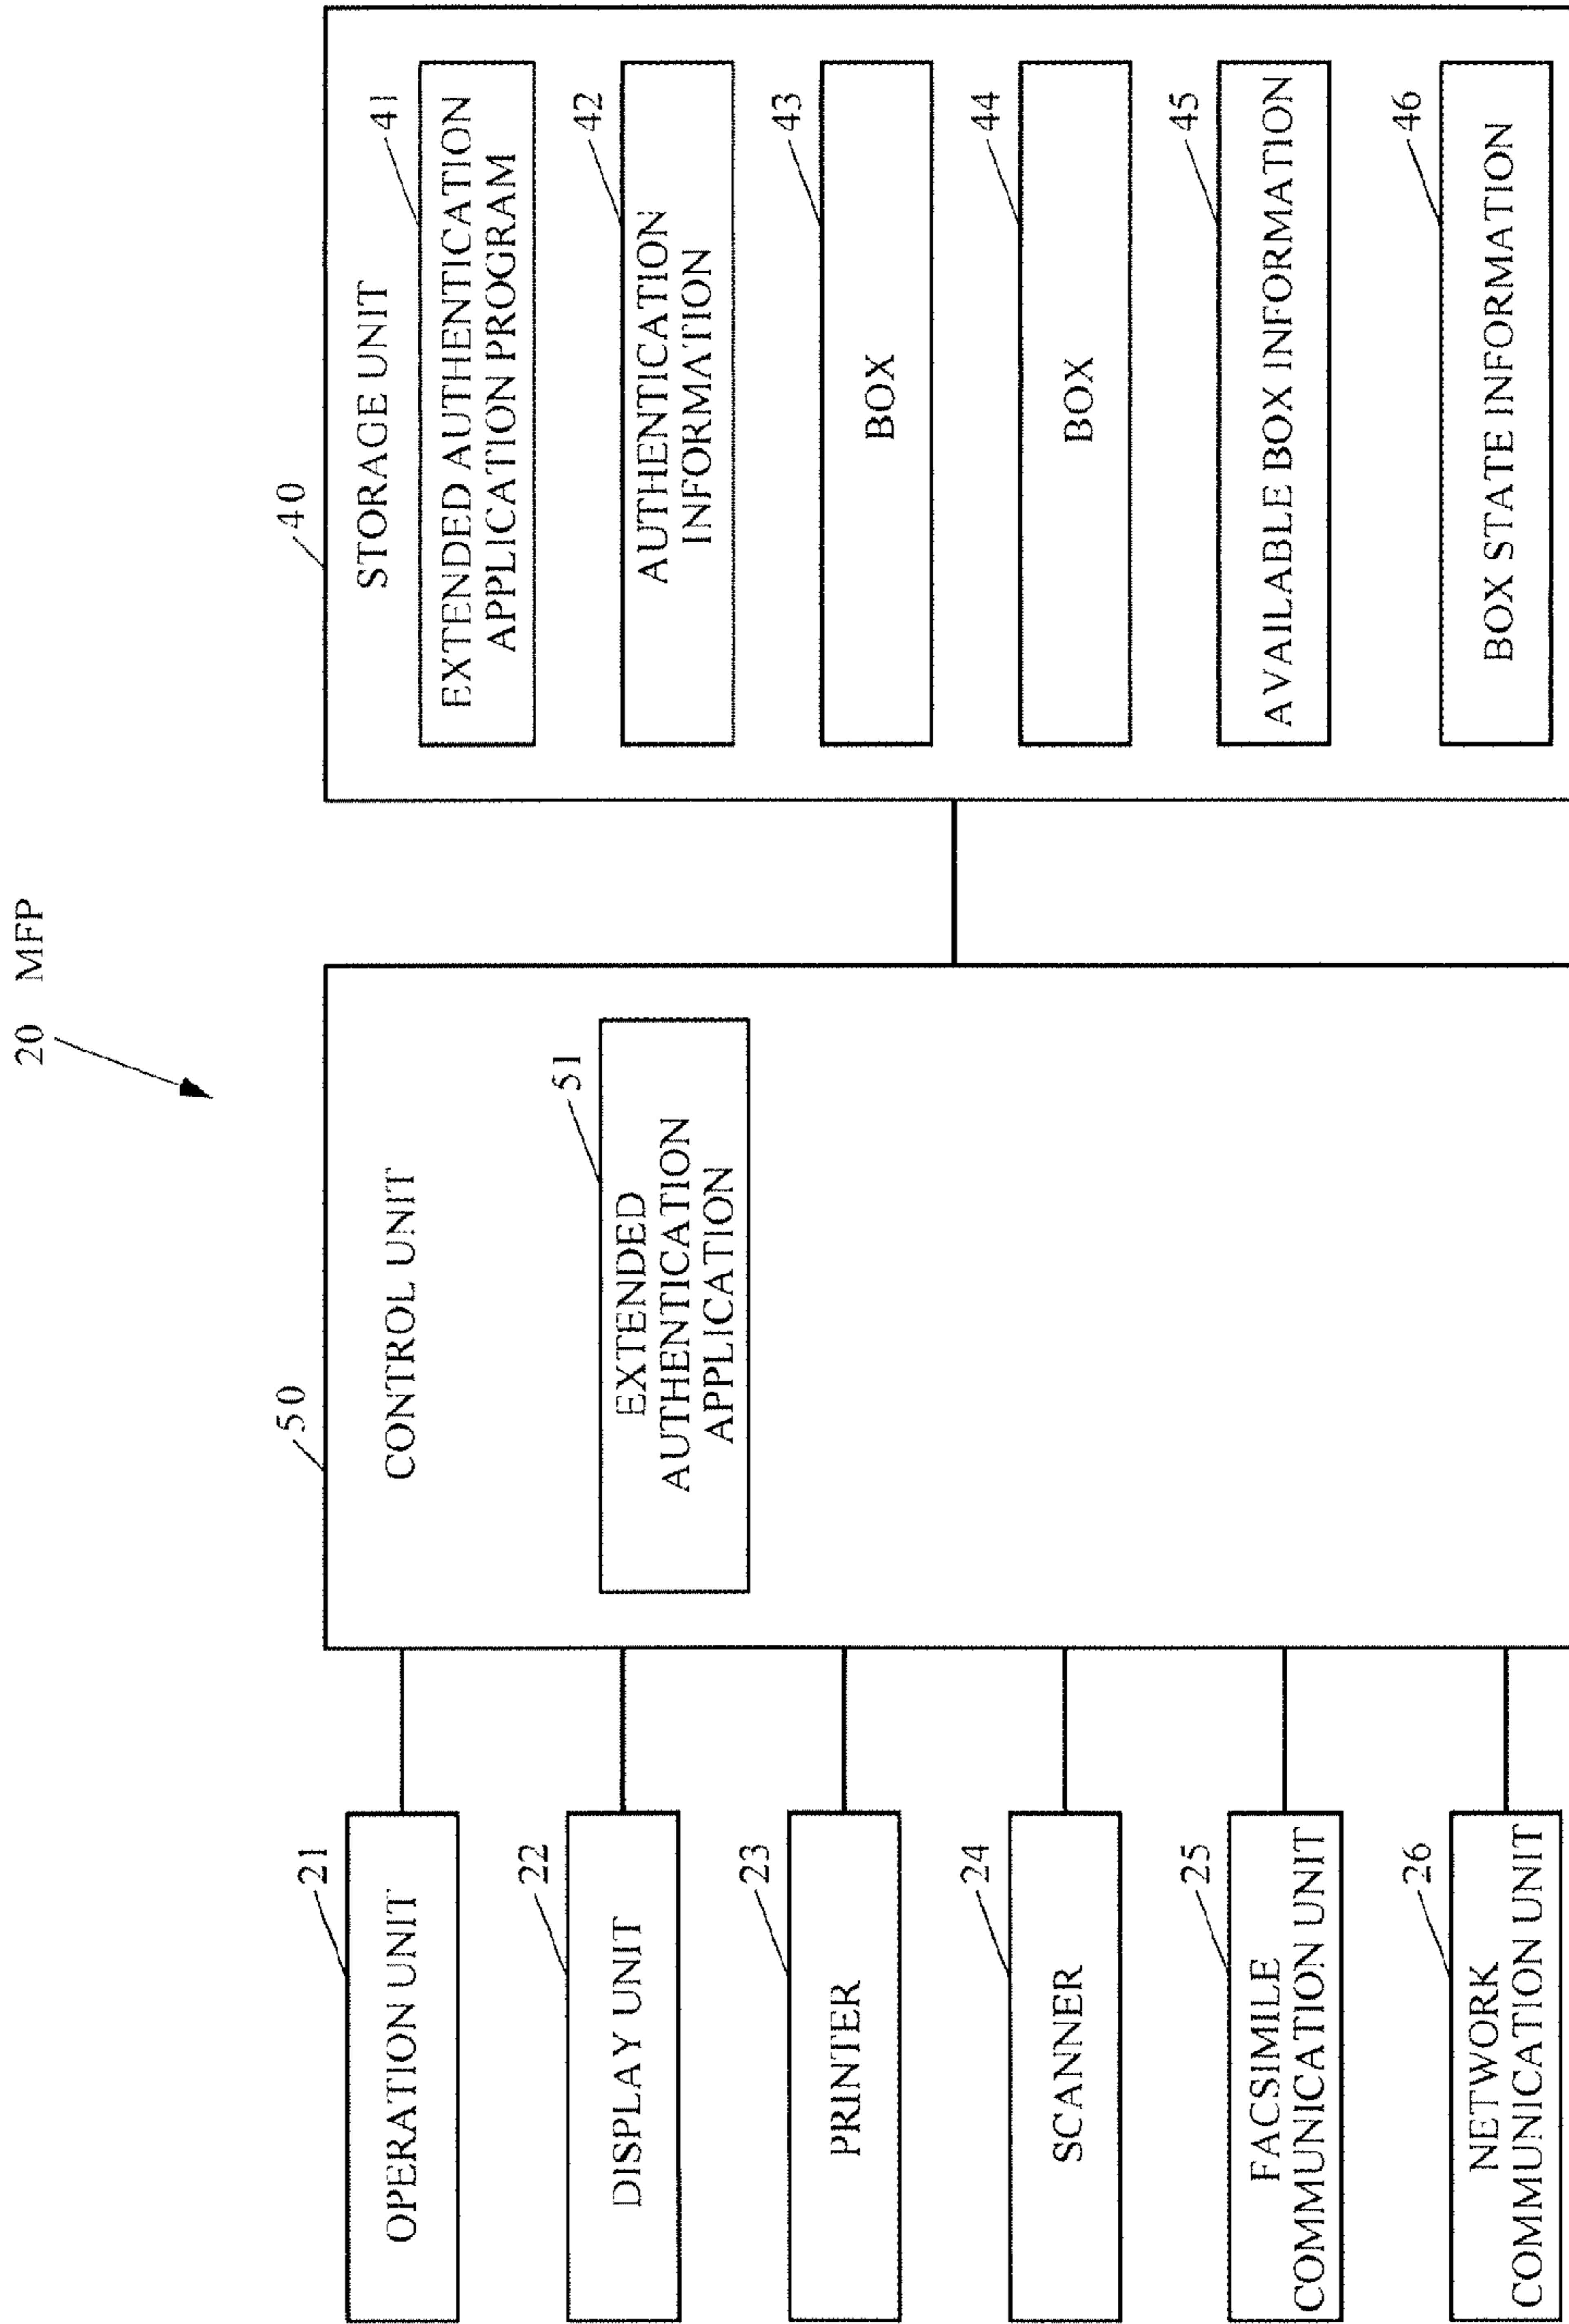 20 MFP
21
OPERATION UNIT
22
DISPLAY UNIT
23
PRINTER
24
SCANNER
25
FACSIMILE
COMMUNICATION UNIT
26
NETWORK
COMMUNICATION UNIT
50
CONTROL UNIT
51
EXTENDED
AUTHENTICATION
APPLICATION
40
STORAGE UNIT
41
EXTENDED AUTHENTICATION
APPLICATION PROGRAM
42
AUTHENTICATION
INFORMATION
43
BOX
44
BOX
45
AVAILABLE BOX INFORMATION
46
BOX STATE INFORMATION